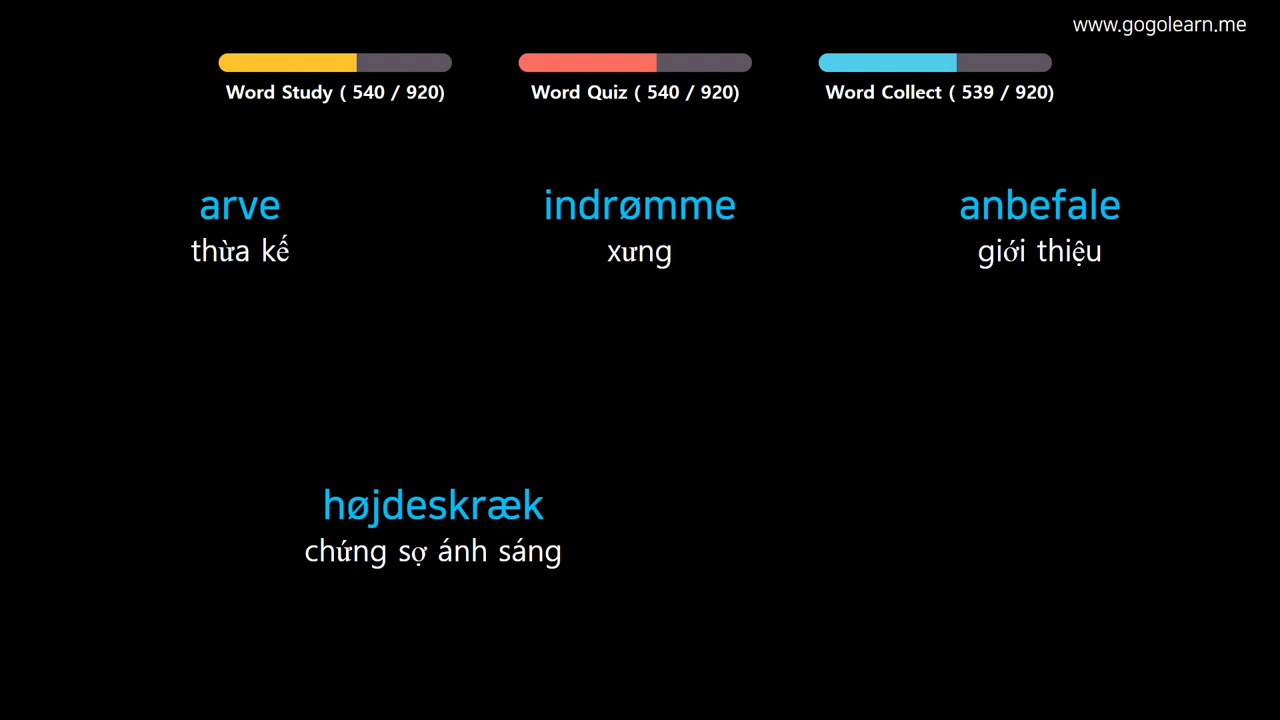 www.gogolearn.me
Word Study ( 540 / 920)
Word Quiz ( 540 / 920)
Word Collect ( 539 / 920)
arve
indrømme
anbefale
thừa kế
xưng
giới thiệu
højdeskræk
chứng sợ ánh sáng